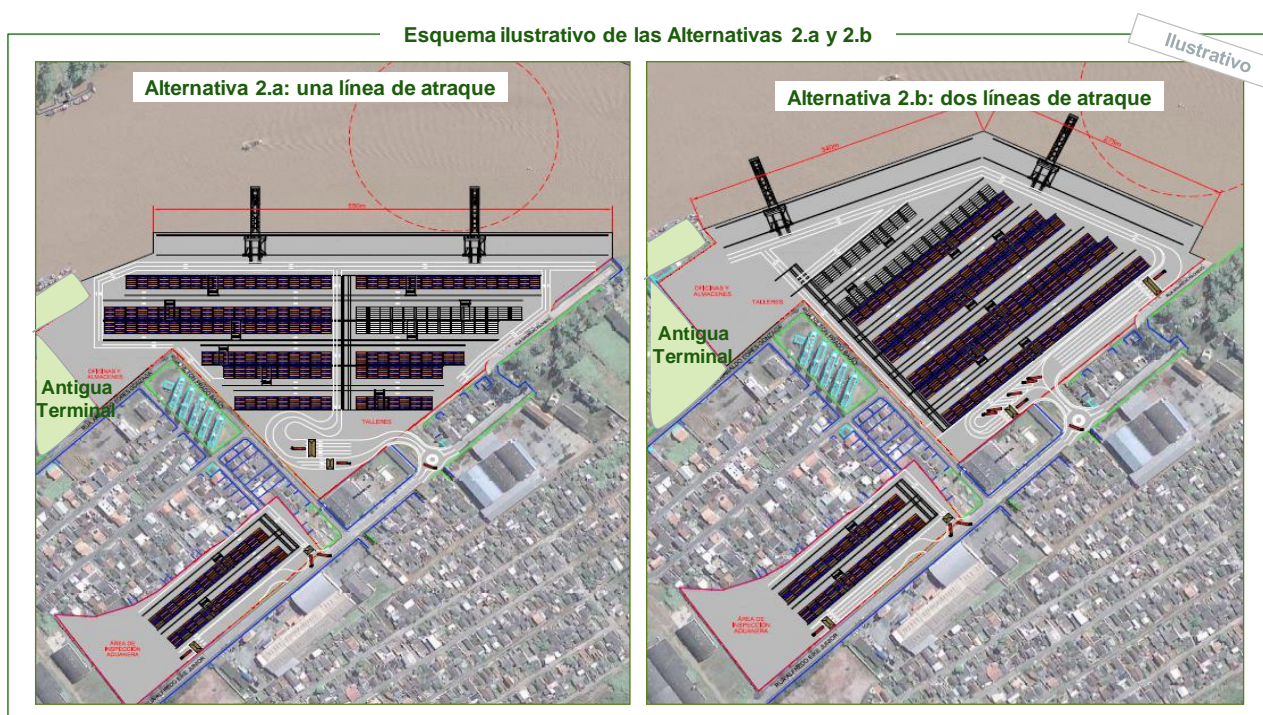 Esquema ilustrativo de las Alternativas 2.a y 2.b
Ilustrativo
Alternativa 2.a: una línea de atraque
OFICINAS Y
ALMACENES
Antigua
Terminal
TALLERES
ÁREA DE
INSPECCIÓN
ADUANERA
Alternativa 2.b: dos líneas de atraque
340m
275m
OFICINAS Y
ALMACENES
TALLERES
Antigua
Terminal
ÁREA DE
INSPECCIÓN
ADUANERA